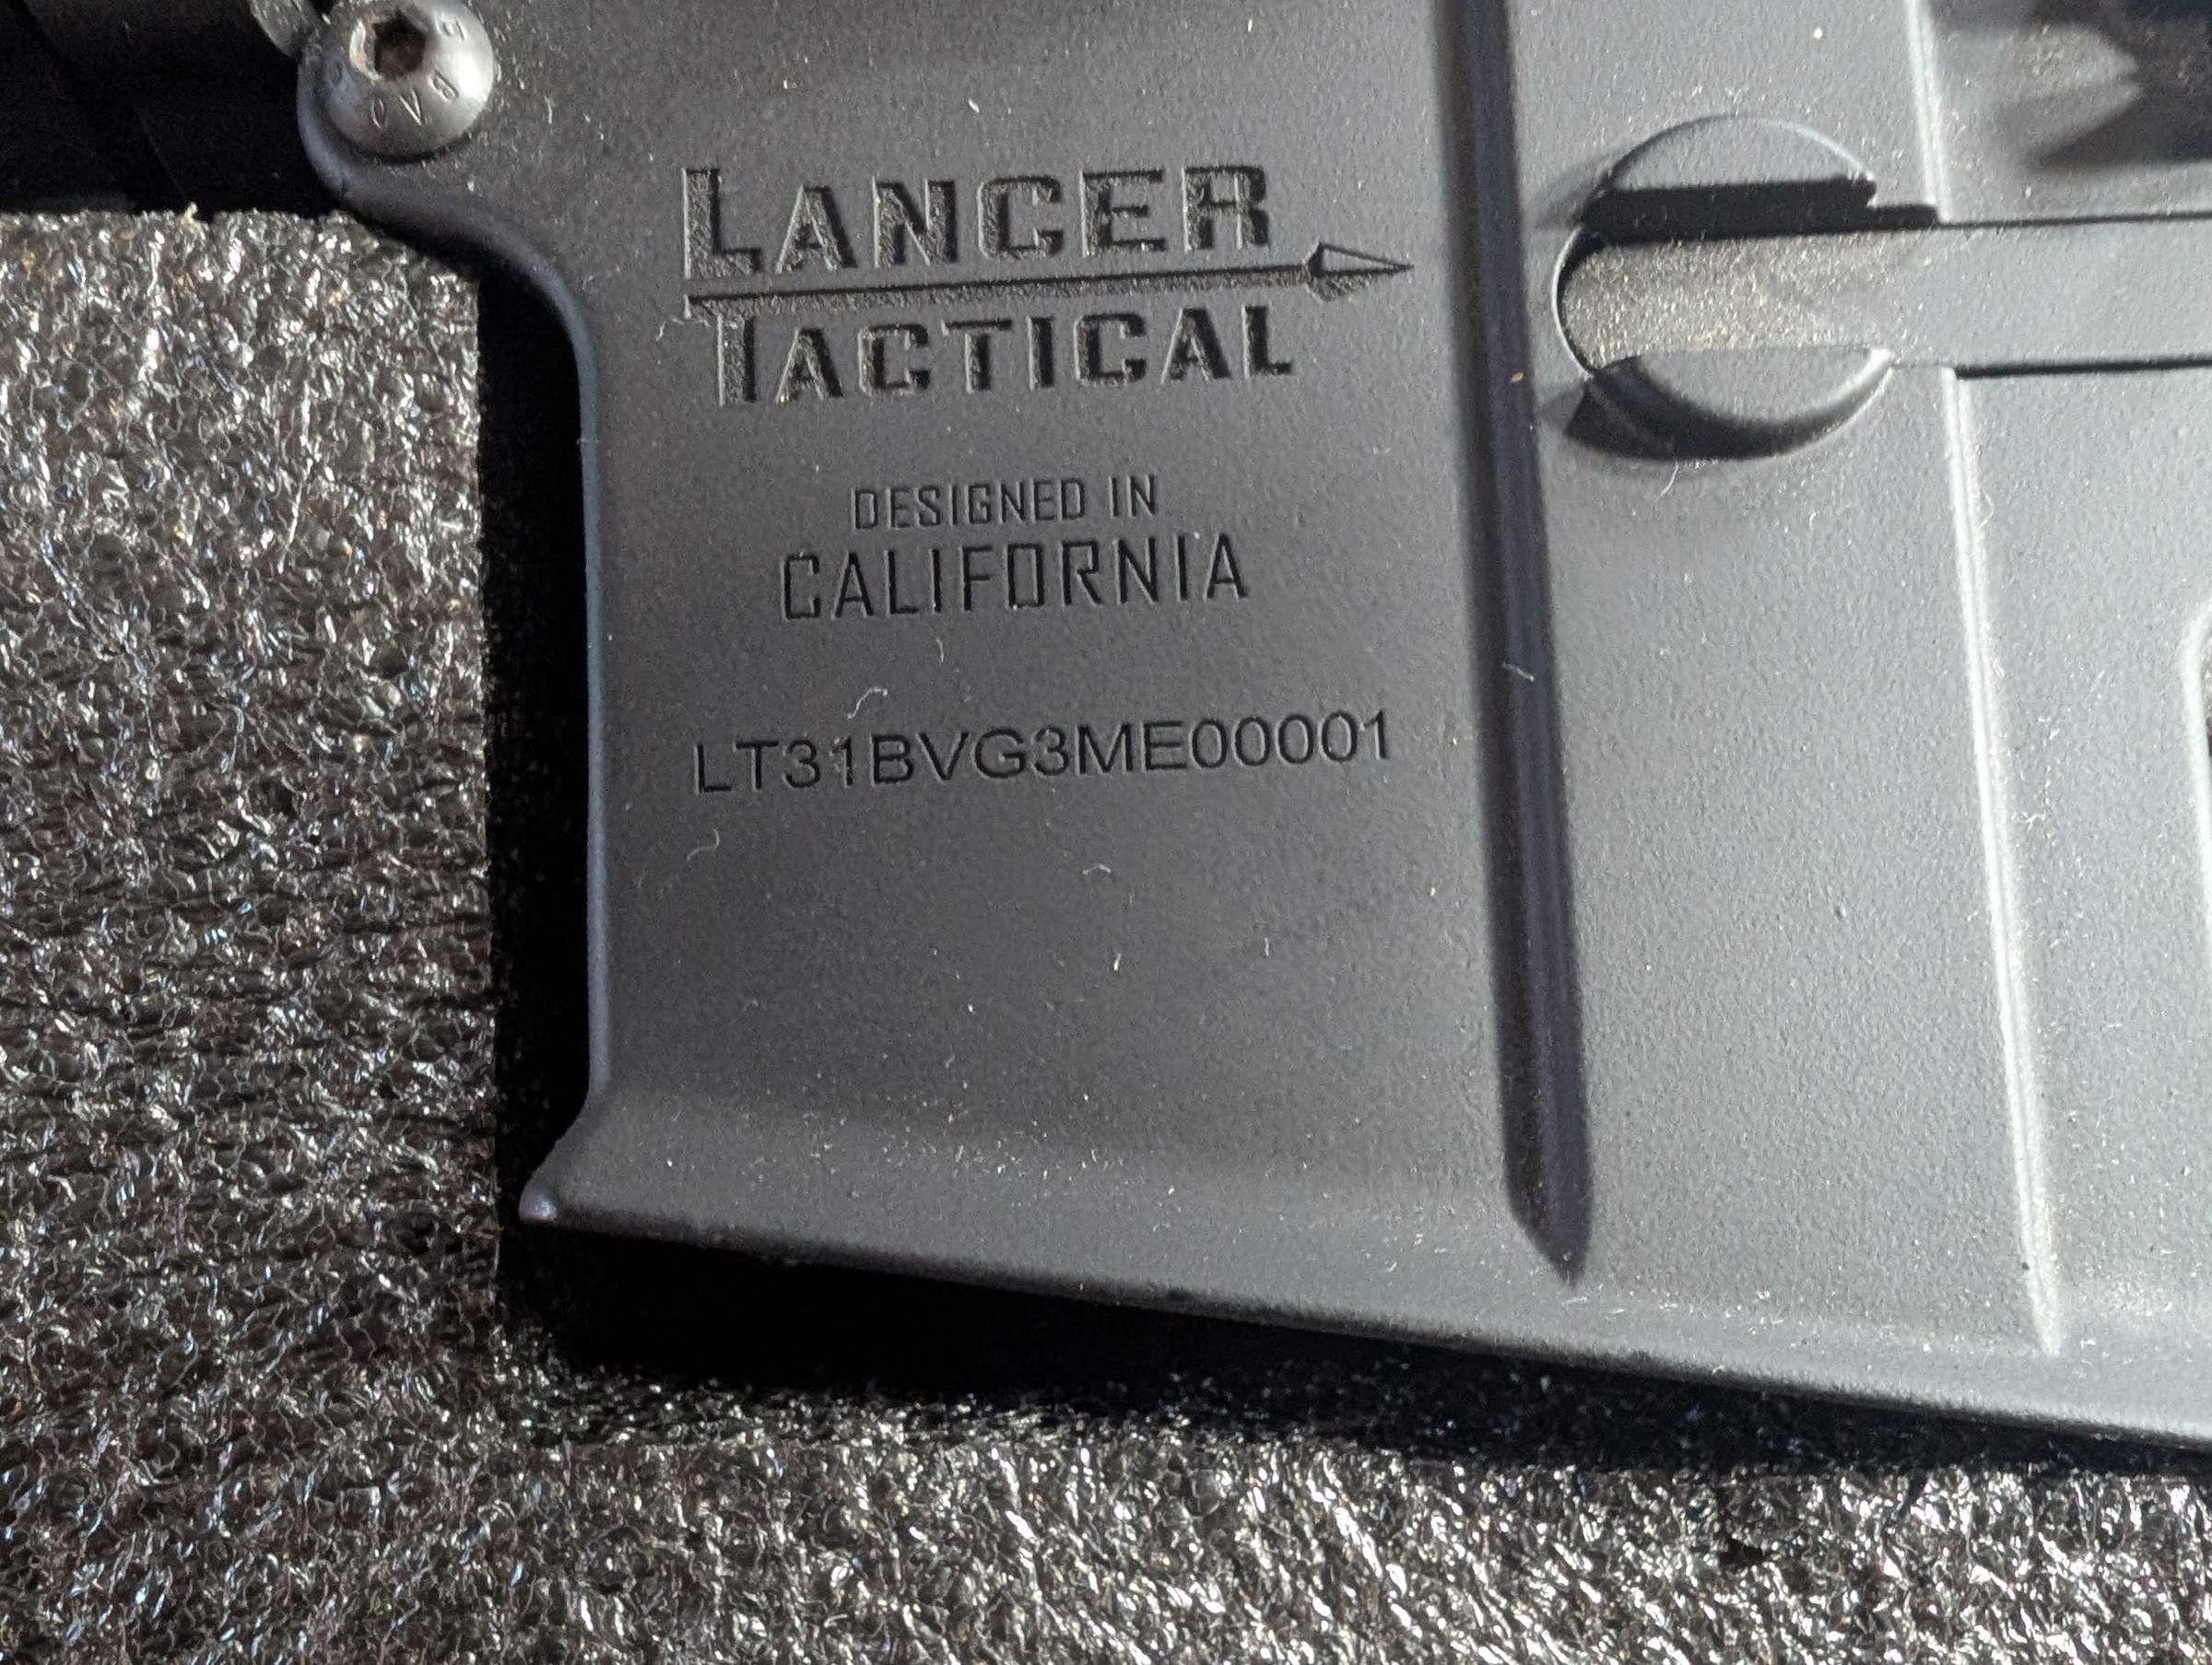 LANCER
TACTICAL
DESIGNED IN
CALIFORNIA
LT31BVG3ME00001